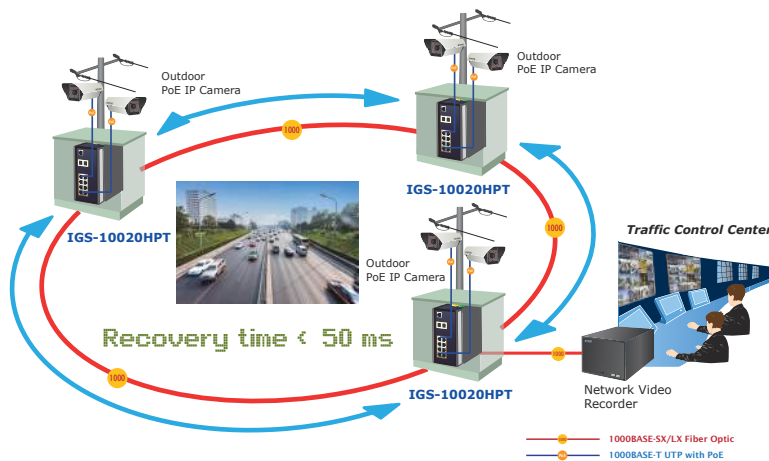 Outdoor
PoE IP Camera
Outdoor
PoE IP Camera
1000
IGS-10020HPT
IGS-10020HPT
1000
Traffic Control Center
Outdoor
PoE IP Camera
Recovery time < 50 ms
1000
1000
IGS-10020HPT
Network Video
Recorder
1000BASE-SX/LX Fiber Optic
1000BASE-T UTP with PoE